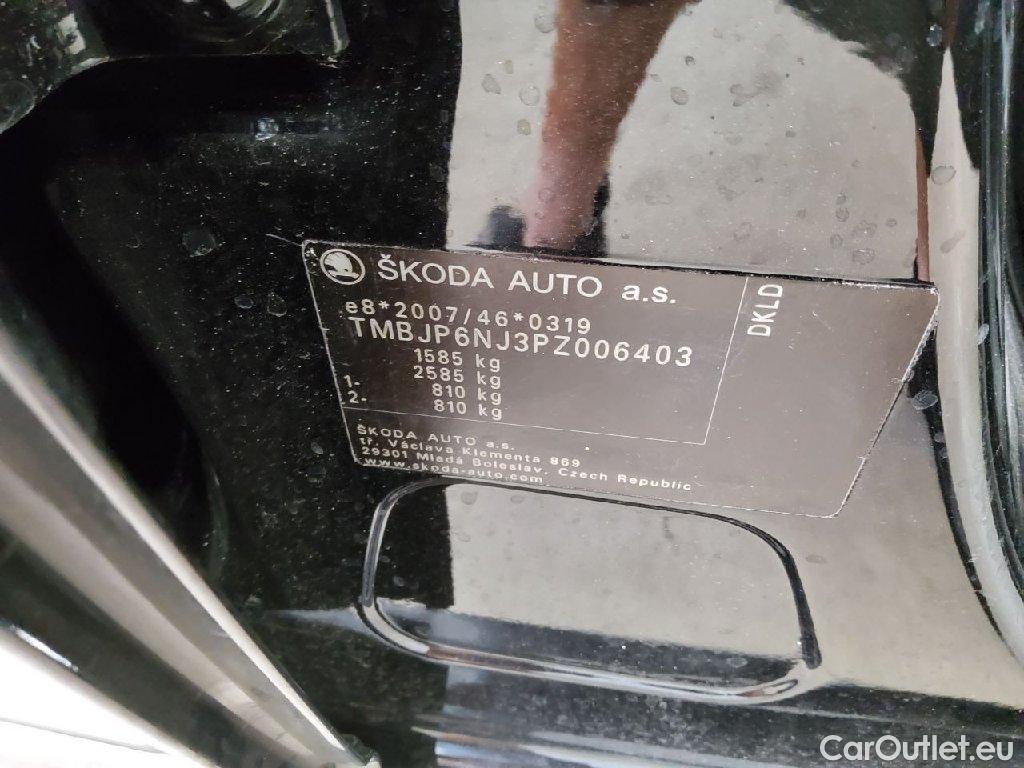 ŠKODA AUTO a.s.
e8*2007/46*0319
TMBJP6NJ3PZ006403
1585 kg
2585 kg
1- 810 kg
2- 810 kg
DKLD
ŠKODA AUTO a.s.
tř. Václava Klementa 869
29301 Mladá Boleslav, Czech Republic
www.skoda-auto.com
CarOutlet.eu